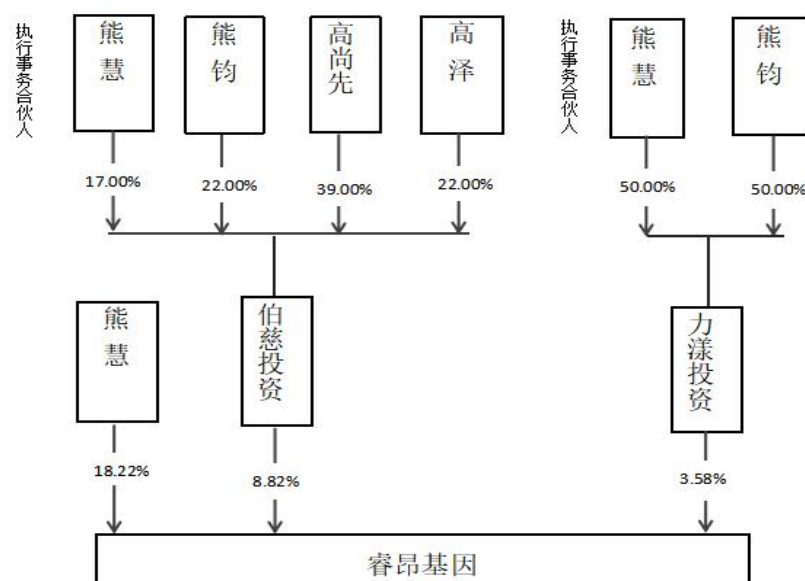 执行事务合伙人
熊慧
熊钧
高尚先
高泽
执行事务合伙人
熊慧
熊钧
17.00%
22.00%
39.00%
22.00%
50.00%
50.00%
熊慧
伯慈投资
力漾投资
18.22%
8.82%
3.58%
睿昂基因